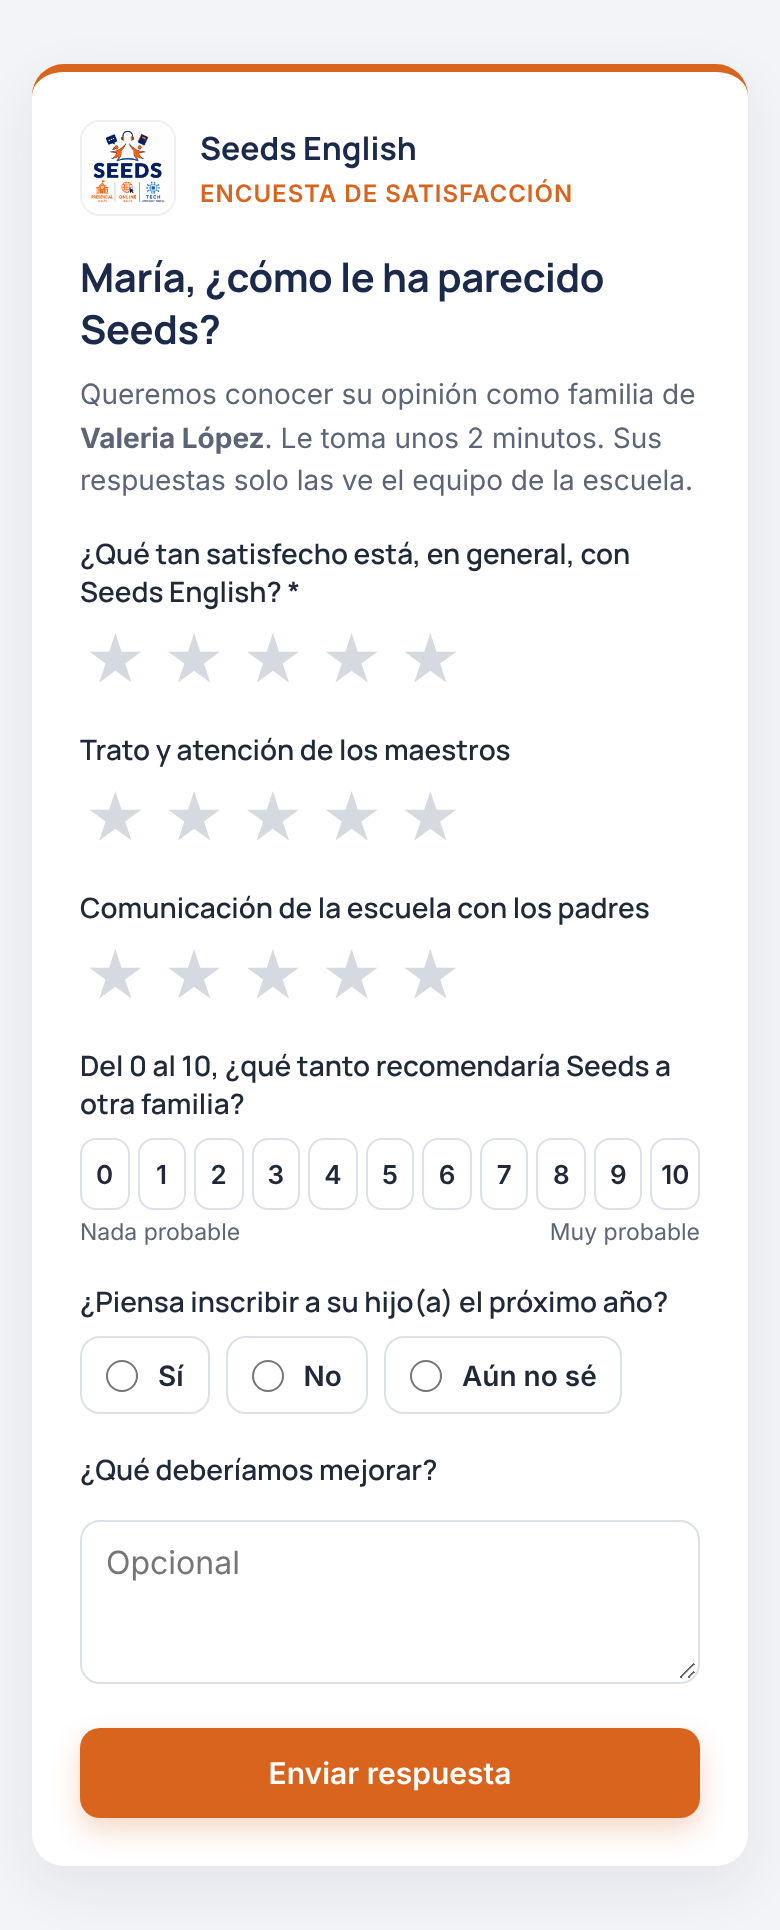 SEEDS
PRESENCIAL ONLINE TECH
Seeds English
ENCUESTA DE SATISFACCIÓN
María, ¿cómo le ha parecido
Seeds?
Queremos conocer su opinión como familia de
Valeria López. Le toma unos 2 minutos. Sus
respuestas solo las ve el equipo de la escuela.
¿Qué tan satisfecho está, en general, con
Seeds English? *
Trato y atención de los maestros
Comunicación de la escuela con los padres
Del 0 al 10, ¿qué tanto recomendaría Seeds a
otra familia?
0 1 2 3 4 5 6 7 8 9 10
Nada probable Muy probable
¿Piensa inscribir a su hijo(a) el próximo año?
Sí No Aún no sé
¿Qué deberíamos mejorar?
Opcional
Enviar respuesta